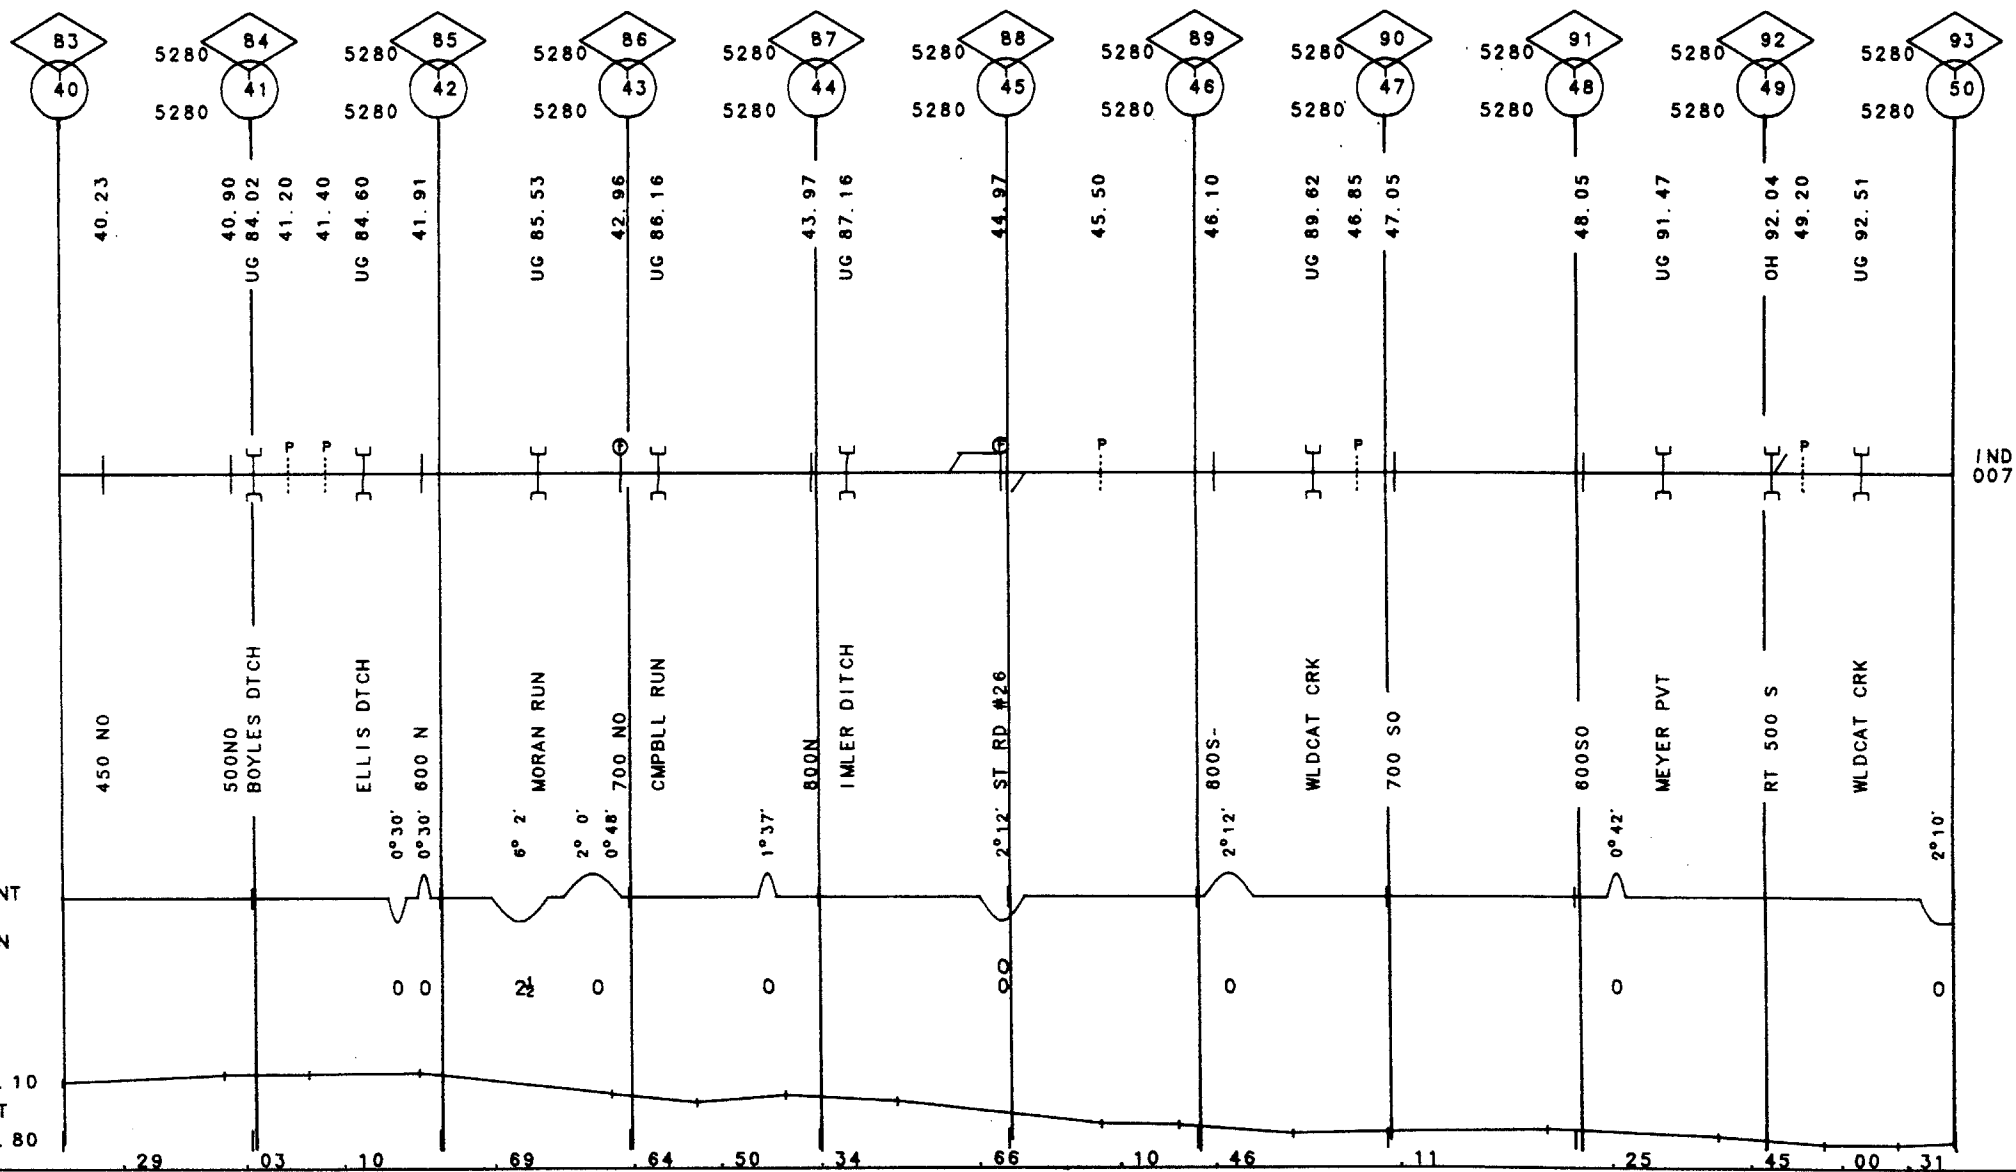 83 84 85 86 87 88 89 90 91 92 93
5280 5280 5280 5280 5280 5280 5280 5280 5280 5280
40 41 42 43 44 45 46 47 48 49 50
5280 5280 5280 5280 5280 5280 5280 5280 5280 5280
40.23
40.90
UG 84.02
41.20
41.40
UG 84.60
41.91
UG 85.53
42.96
UG 86.16
43.97
UG 87.16
44.97
45.50
46.10
UG 89.62
46.85
47.05
48.05
UG 91.47
OH 92.04
49.20
UG 92.51
P P P P P
IND
007
450 NO
500NO
BOYLES DTCH
ELLIS DTCH
0°30'
0°30' 600 N
6° 2' MORAN RUN
2° 0'
0°48' 700 NO
CMPBLL RUN
1°37'
800N
IMLER DITCH
2°12' ST RD #26
800S-
2°12'
WLDCAT CRK
700 SO
600SO
0°42'
MEYER PVT
RT 500 S
WLDCAT CRK
2°10'
NT
N
0 0 2½ 0 0 0 0 0 0 0
.10
T
.80
.29 .03 .10 .69 .64 .50 .34 .66 .10 .46 .11 .25 .45 .00 .31